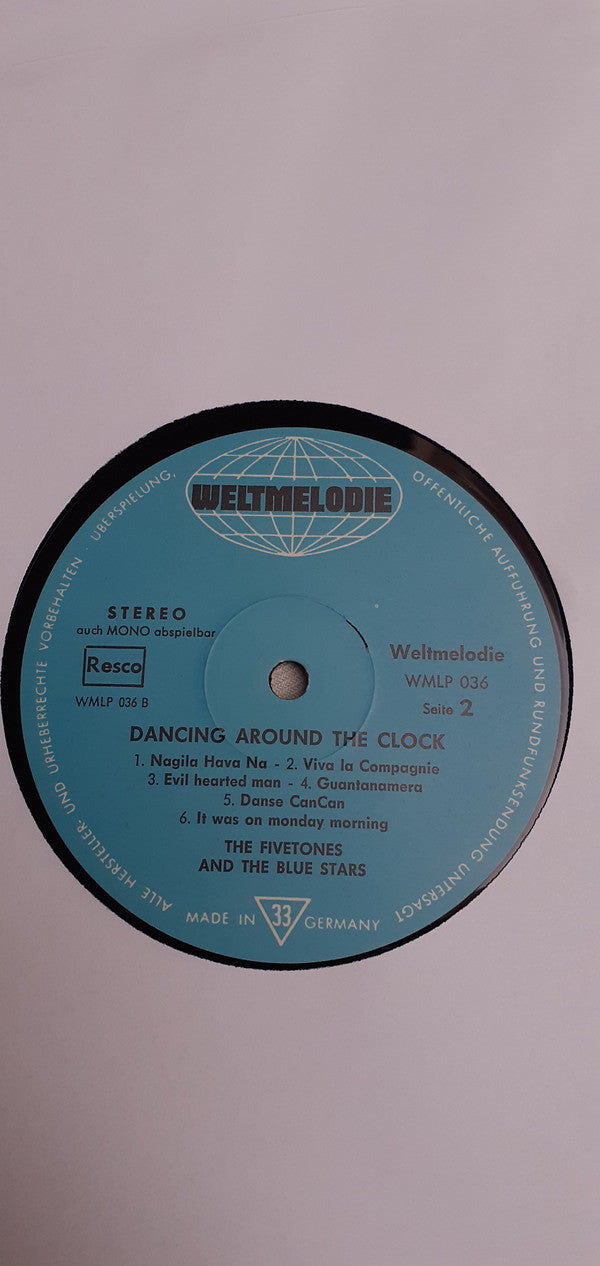 WELTMELODIE
STEREO
auch MONO abspielbar
Resco
WMLP 036 B
Weltmelodie
WMLP 036
Seite 2
DANCING AROUND THE CLOCK
1. Nagila Hava Na - 2. Viva la Compagnie
3. Evil hearted man - 4. Guantanamera
5. Danse CanCan
6. It was on monday morning
THE FIVETONES
AND THE BLUE STARS
MADE IN 33 GERMANY
ALLE HERSTELLER- UND URHEBERRECHTE VORBEHALTEN · ÜBERSPIELUNG,
ÖFFENTLICHE AUFFÜHRUNG UND RUNDFUNKSENDUNG UNTERSAGT